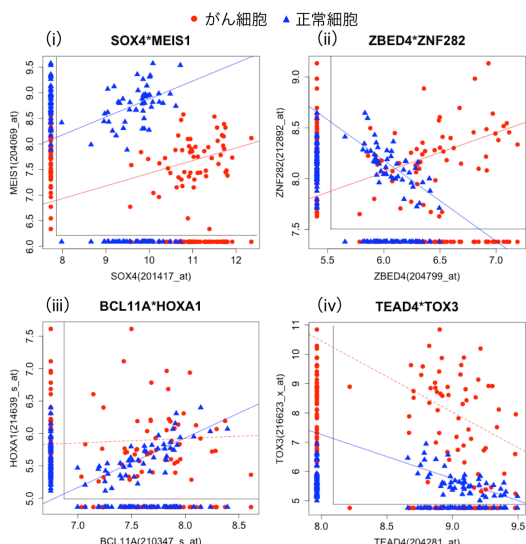 がん細胞 正常細胞
(i) SOX4*MEIS1
MEIS1(204069_at)
9.5
9.0
8.5
8.0
7.5
7.0
6.5
6.0
8 9 10 11 12
SOX4(201417_at)
(ii) ZBED4*ZNF282
ZNF282(212892_at)
9.0
8.5
8.0
7.5
5.5 6.0 6.5 7.0
ZBED4(204799_at)
(iii) BCL11A*HOXA1
HOXA1(214639_s_at)
7.5
7.0
6.5
6.0
5.5
5.0
7.0 7.5 8.0 8.5
BCL11A(210347_s_at)
(iv) TEAD4*TOX3
TOX3(216623_x_at)
11
10
9
8
7
6
5
8.0 8.5 9.0 9.5
TEAD4(204281_at)